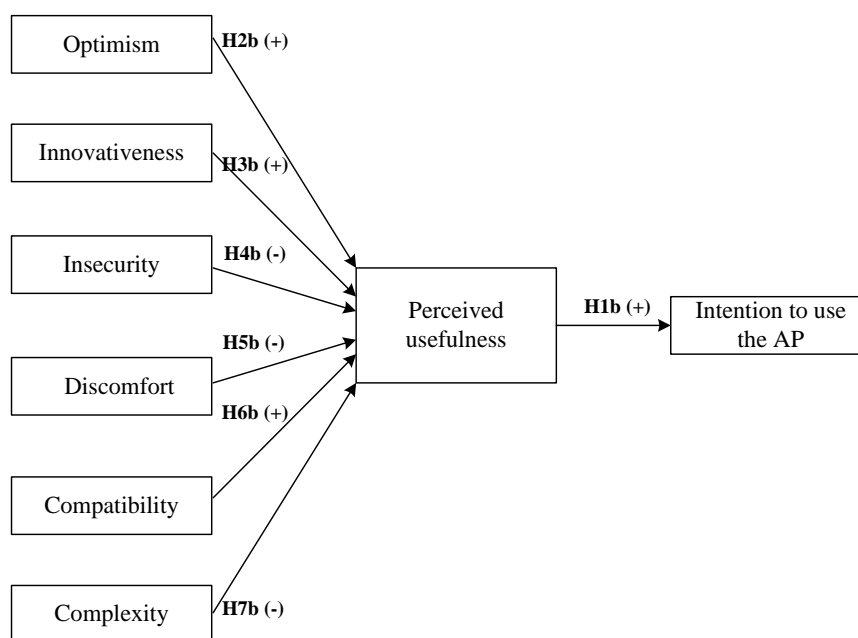 Optimism
H2b (+)
Innovativeness
H3b (+)
Insecurity
H4b (-)
Perceived
usefulness
H1b (+)
Intention to use
the AP
H5b (-)
Discomfort
H6b (+)
Compatibility
Complexity
H7b (-)